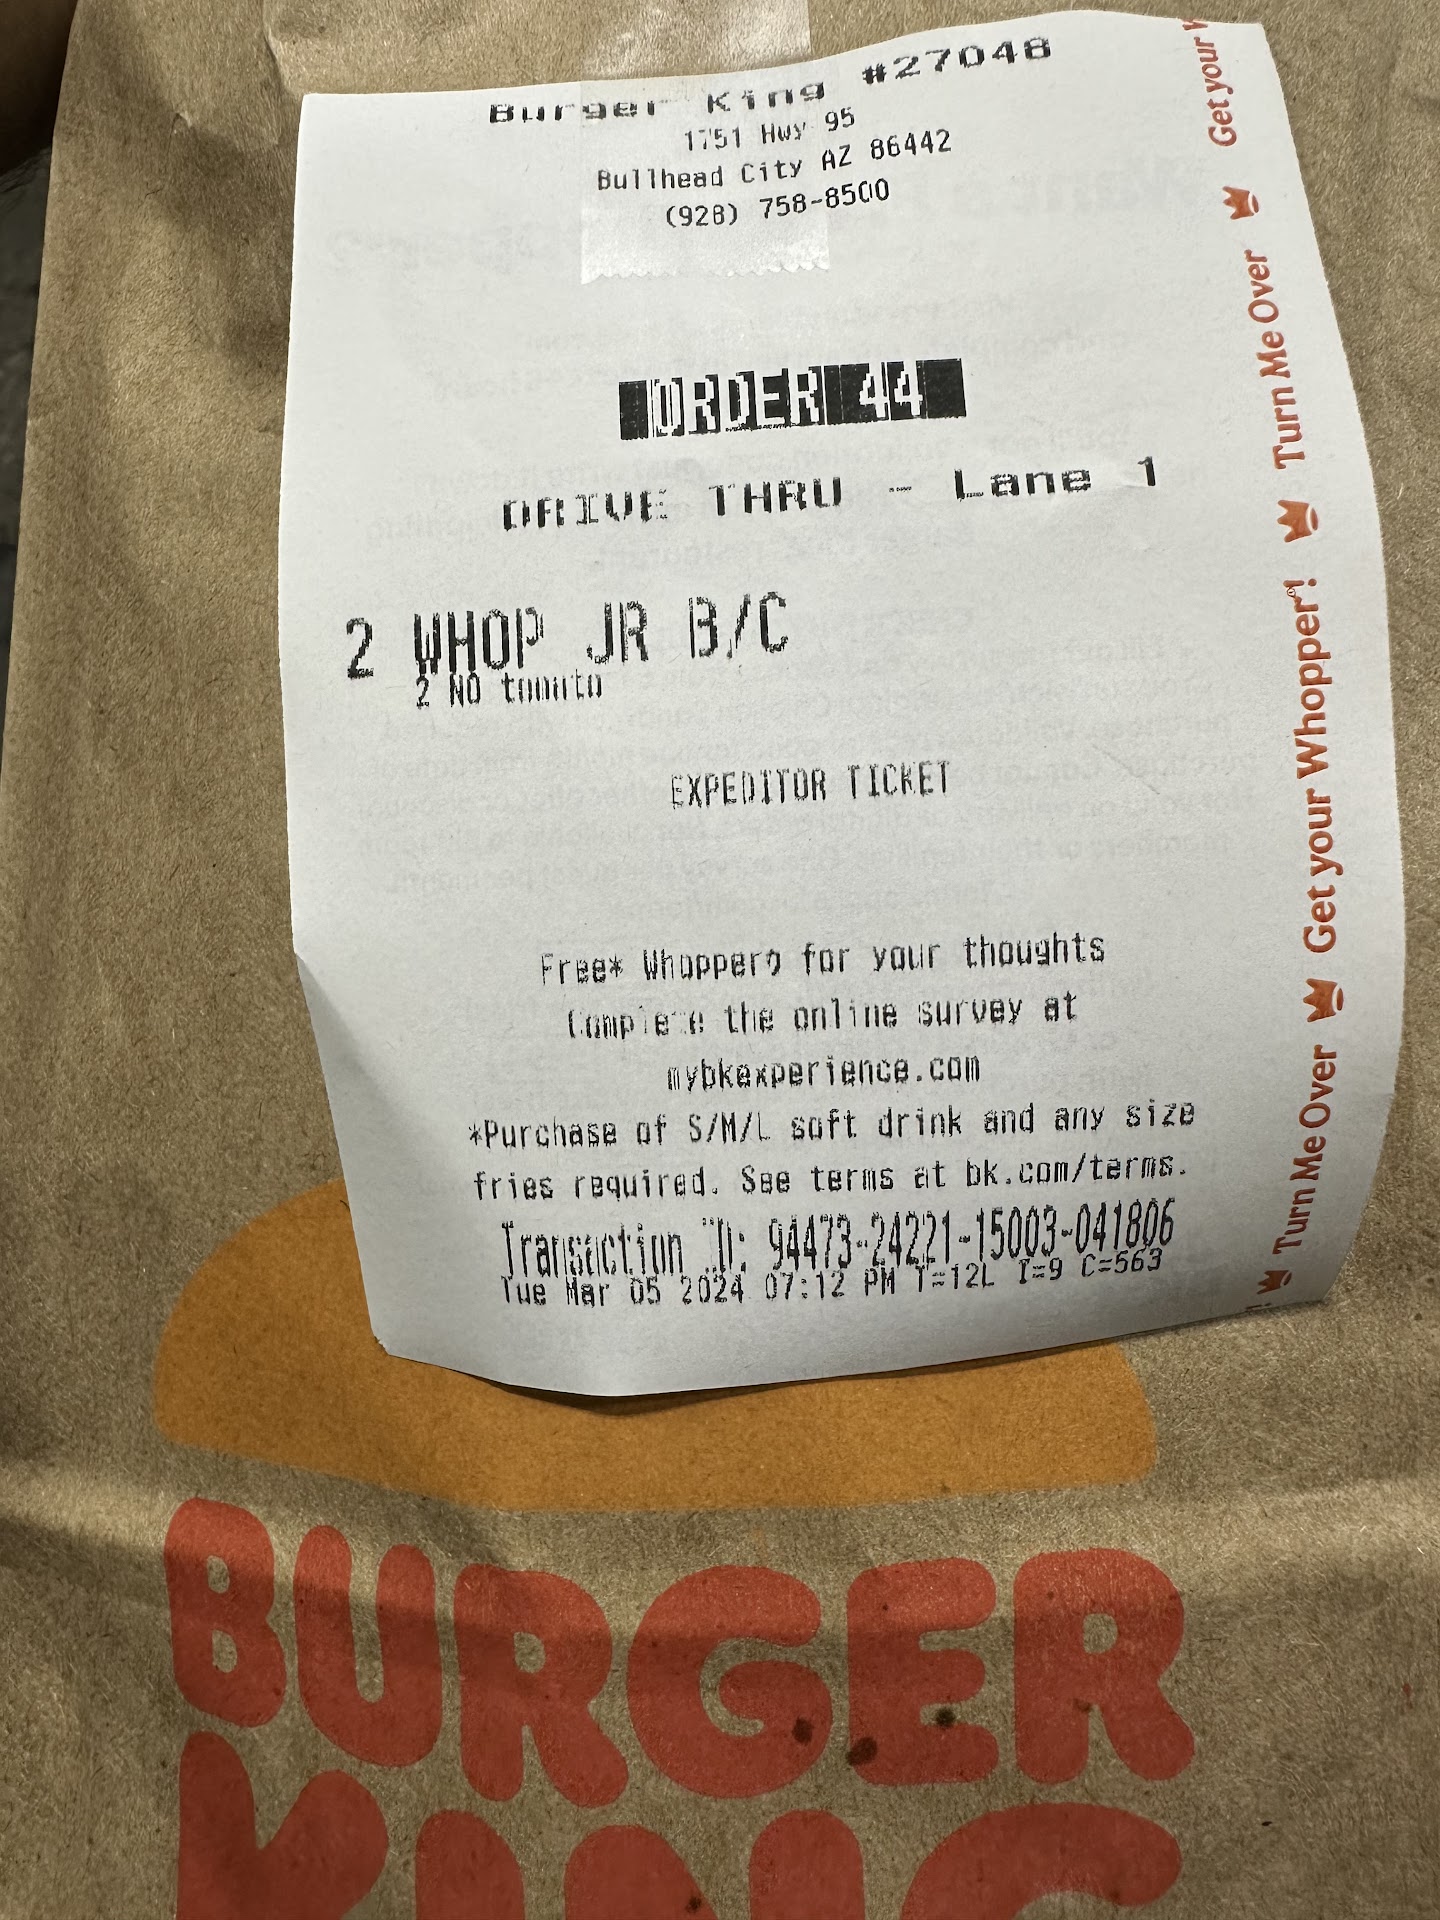 Burger King #27048
1751 Hwy 95
Bullhead City AZ 86442
(928) 758-8500
ORDER 44
DRIVE THRU - Lane 1
2 WHOP JR B/C
2 NO tomato
EXPEDITOR TICKET
Free* Whopper® for your thoughts
Complete the online survey at
mybkexperience.com
*Purchase of S/M/L soft drink and any size
fries required. See terms at bk.com/terms.
Transaction ID: 94473-24221-15003-041806
Tue Mar 05 2024 07:12 PM T=12L I=9 C=563
Turn Me Over Get your Whopper! Turn Me Over Get your
BURGER
KING